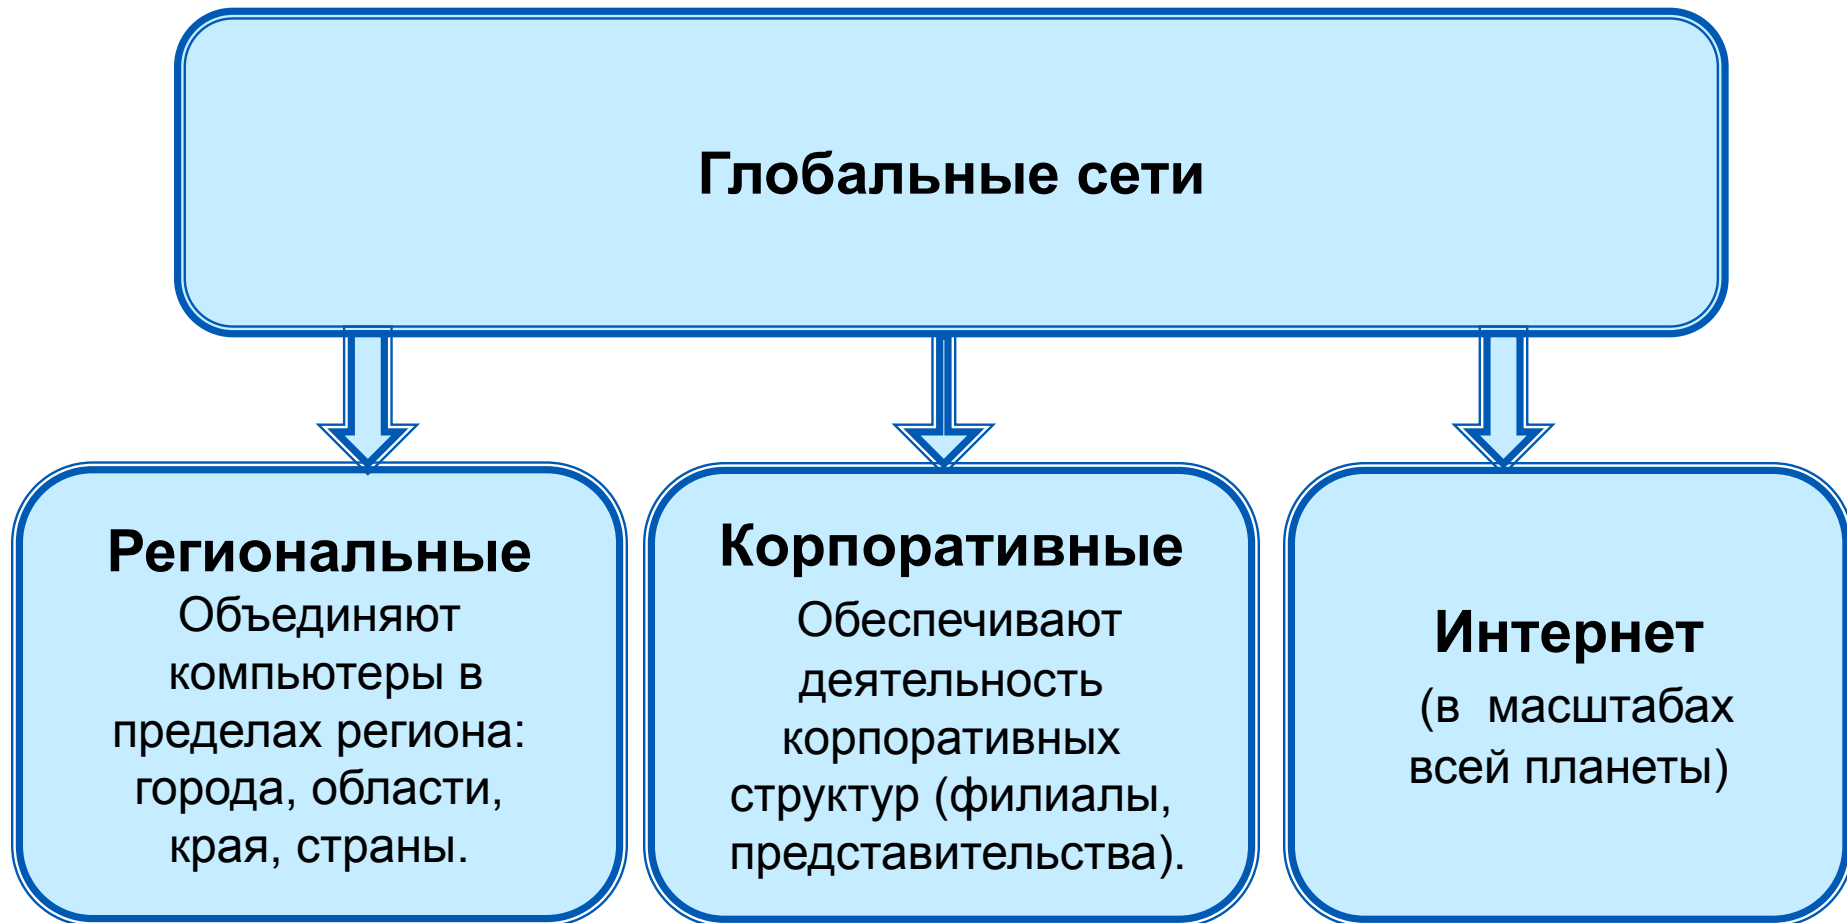 Глобальные сети
Региональные
Объединяют
компьютеры в
пределах региона:
города, области,
края, страны.
Корпоративные
Обеспечивают
деятельность
корпоративных
структур (филиалы,
представительства).
Интернет
(в масштабах
всей планеты)